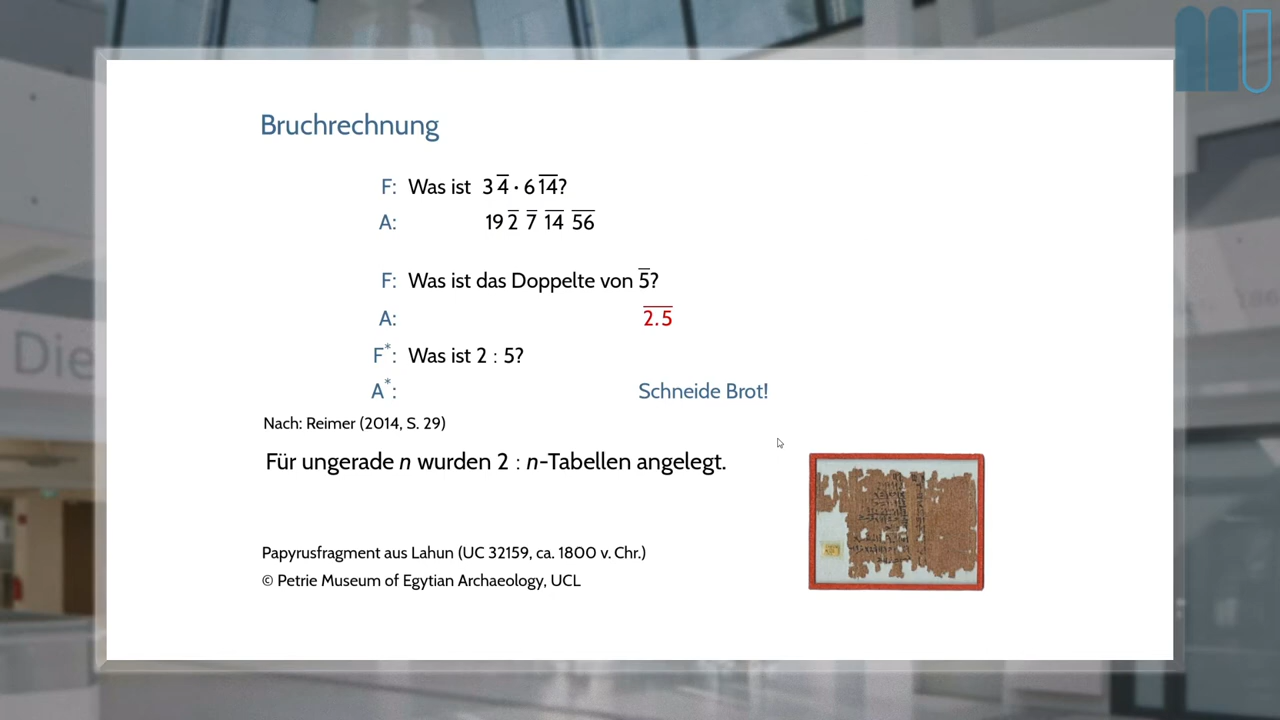 Bruchrechnung
F: Was ist 3 4̅ · 6 1̅4̅?
A: 19 2̅ 7̅ 1̅4̅ 5̅6̅
F: Was ist das Doppelte von 5̅?
A: 2̅.̅5̅
F*: Was ist 2 : 5?
A*: Schneide Brot!
Nach: Reimer (2014, S. 29)
Für ungerade n wurden 2 : n-Tabellen angelegt.
Papyrusfragment aus Lahun (UC 32159, ca. 1800 v. Chr.)
© Petrie Museum of Egytian Archaeology, UCL
Die